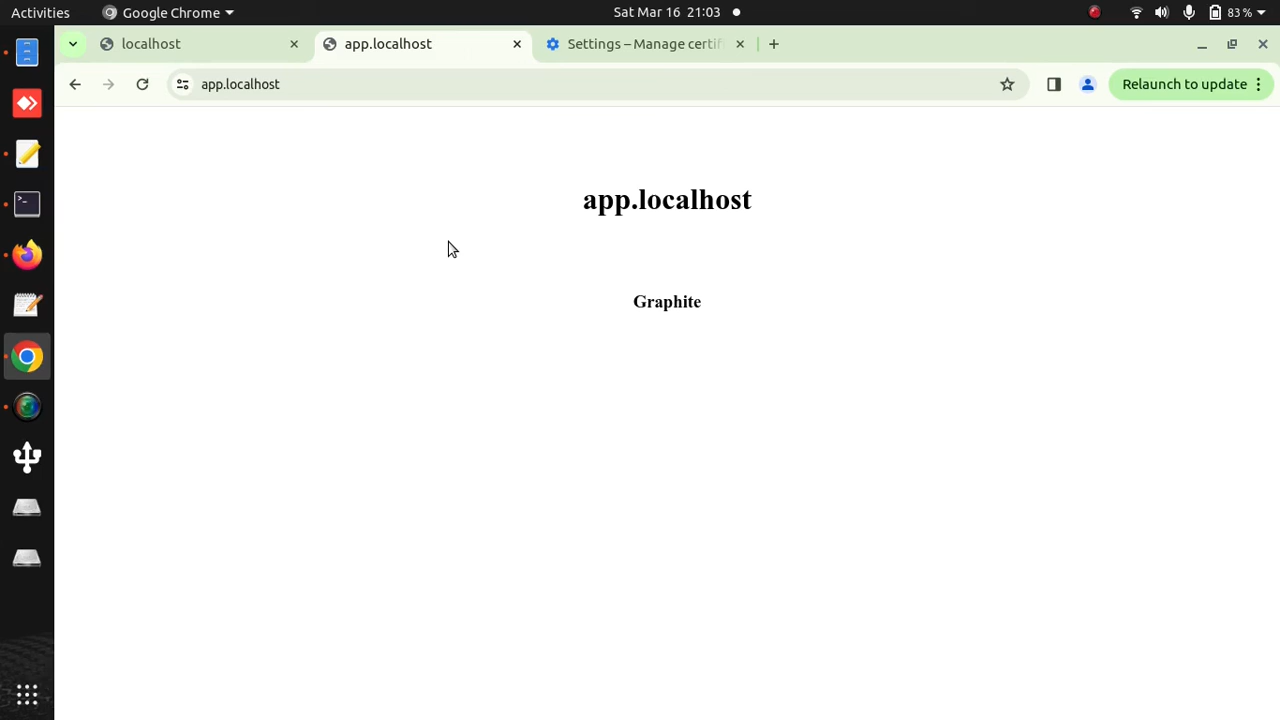 Activities Google Chrome Sat Mar 16 21:03 83 %
localhost app.localhost Settings – Manage certif
app.localhost Relaunch to update
app.localhost
Graphite